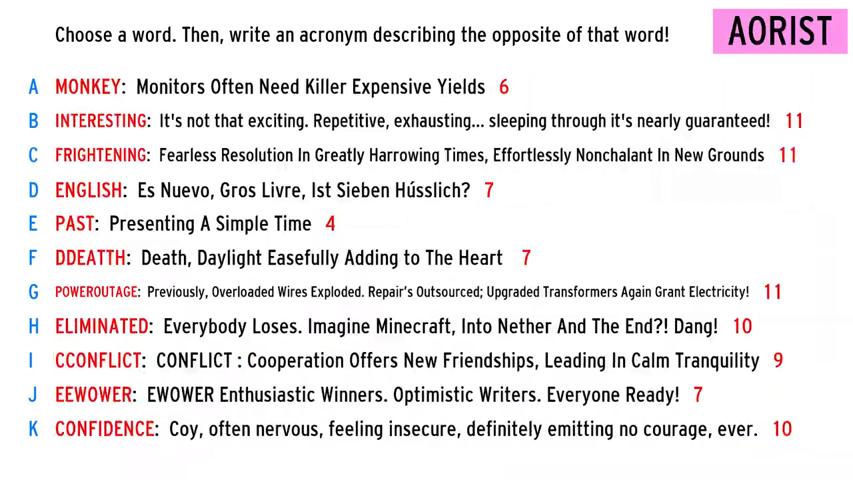 Choose a word. Then, write an acronym describing the opposite of that word!
AORIST
A MONKEY: Monitors Often Need Killer Expensive Yields 6
B INTERESTING: It's not that exciting. Repetitive, exhausting... sleeping through it's nearly guaranteed! 11
C FRIGHTENING: Fearless Resolution In Greatly Harrowing Times, Effortlessly Nonchalant In New Grounds 11
D ENGLISH: Es Nuevo, Gros Livre, Ist Sieben Hússlich? 7
E PAST: Presenting A Simple Time 4
F DDEATTH: Death, Daylight Easefully Adding to The Heart 7
G POWEROUTAGE: Previously, Overloaded Wires Exploded. Repair's Outsourced; Upgraded Transformers Again Grant Electricity! 11
H ELIMINATED: Everybody Loses. Imagine Minecraft, Into Nether And The End?! Dang! 10
I CCONFLICT: CONFLICT : Cooperation Offers New Friendships, Leading In Calm Tranquility 9
J EEWOWER: EWOWER Enthusiastic Winners. Optimistic Writers. Everyone Ready! 7
K CONFIDENCE: Coy, often nervous, feeling insecure, definitely emitting no courage, ever. 10